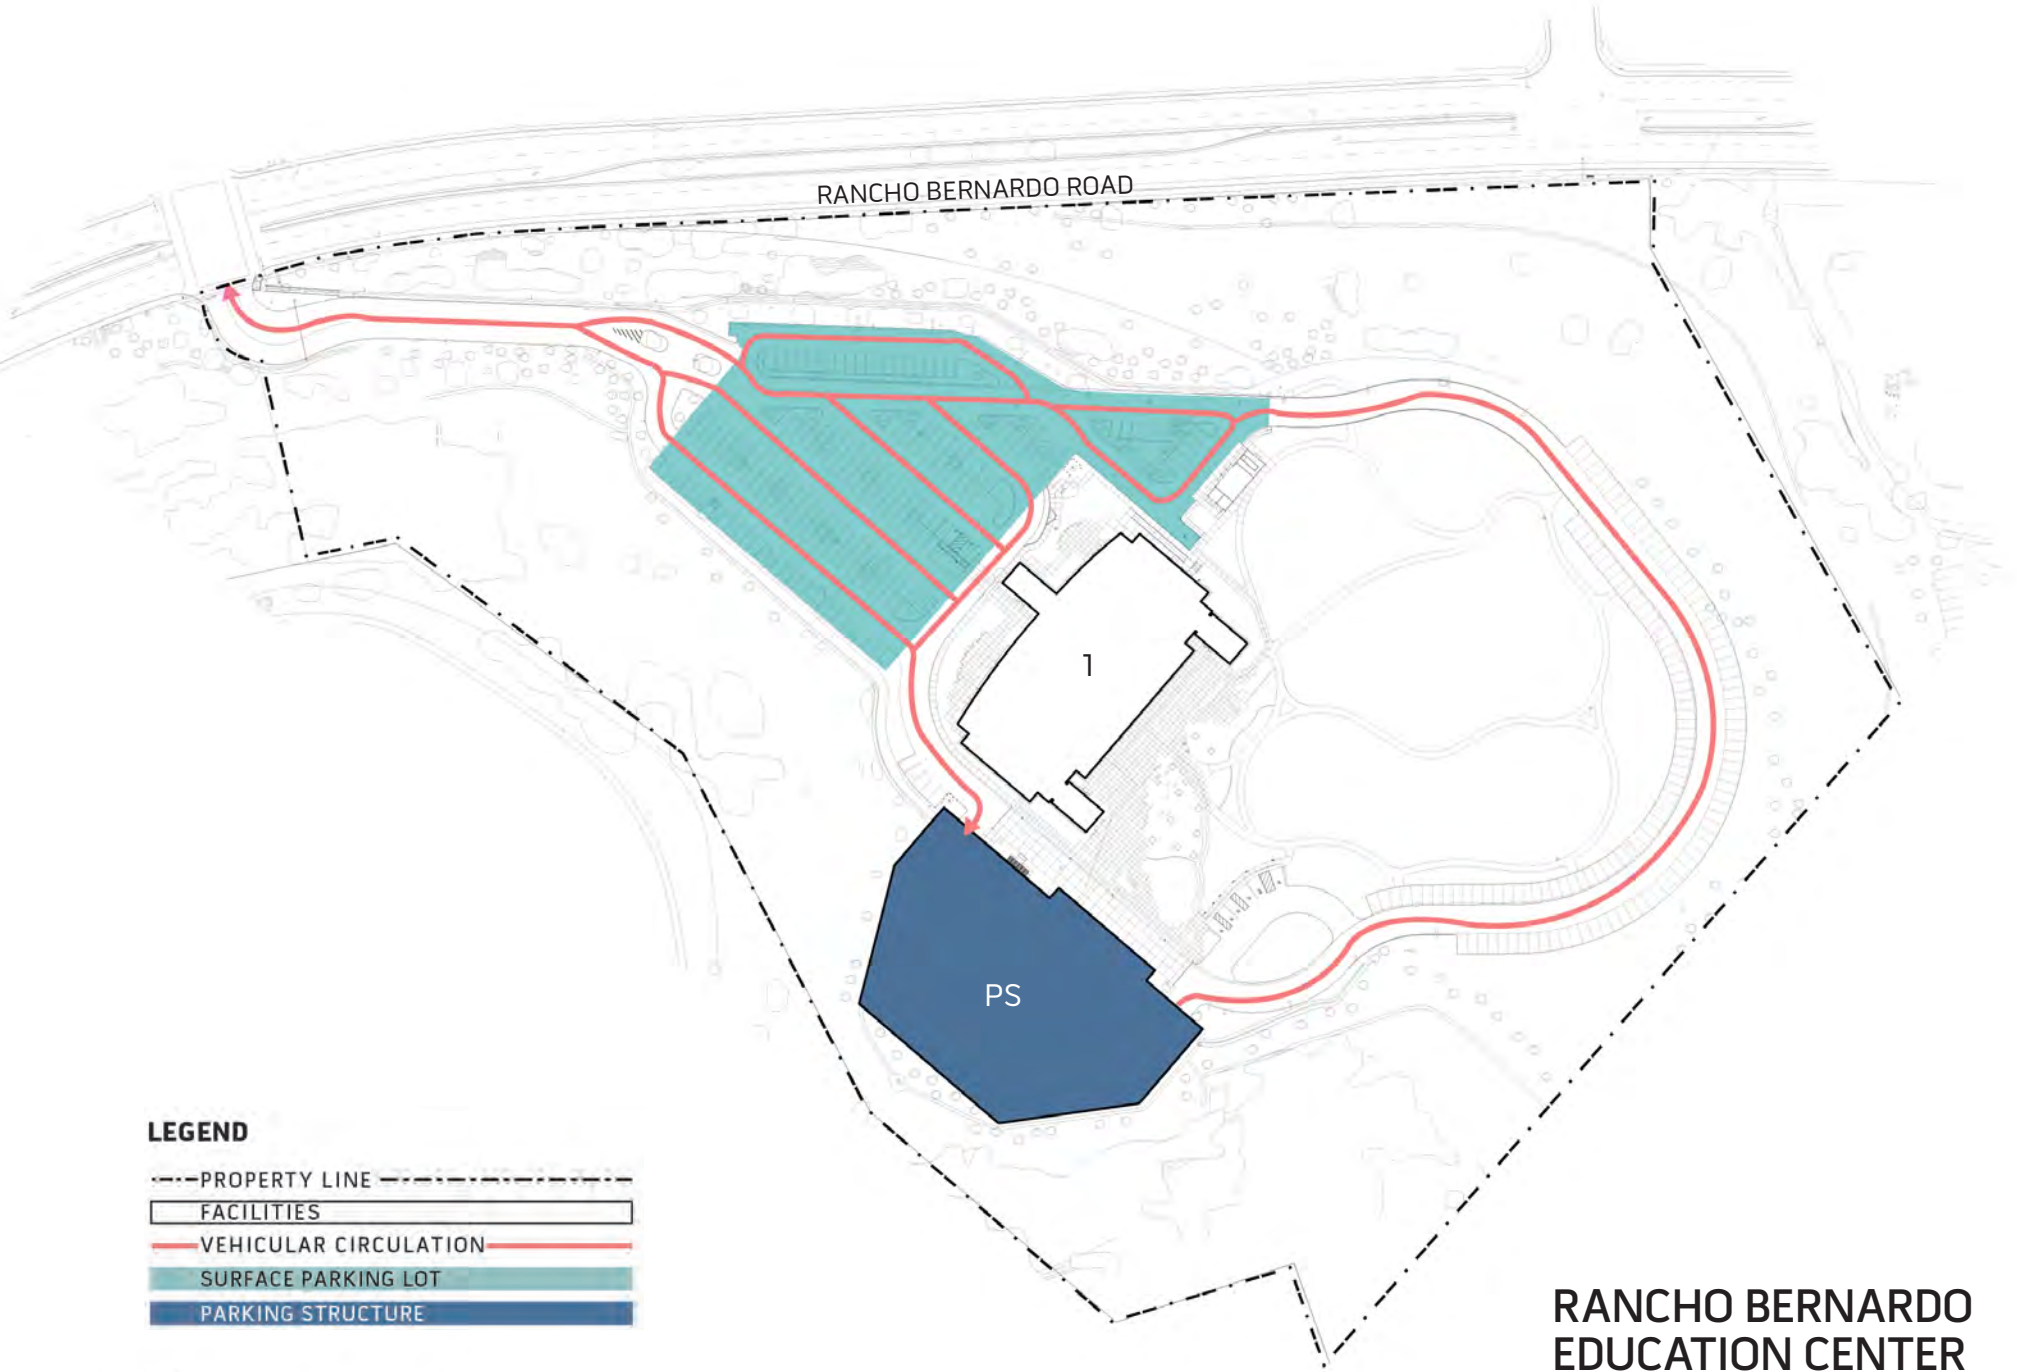 RANCHO BERNARDO ROAD
1
PS
LEGEND
PROPERTY LINE
FACILITIES
VEHICULAR CIRCULATION
SURFACE PARKING LOT
PARKING STRUCTURE
RANCHO BERNARDO
EDUCATION CENTER